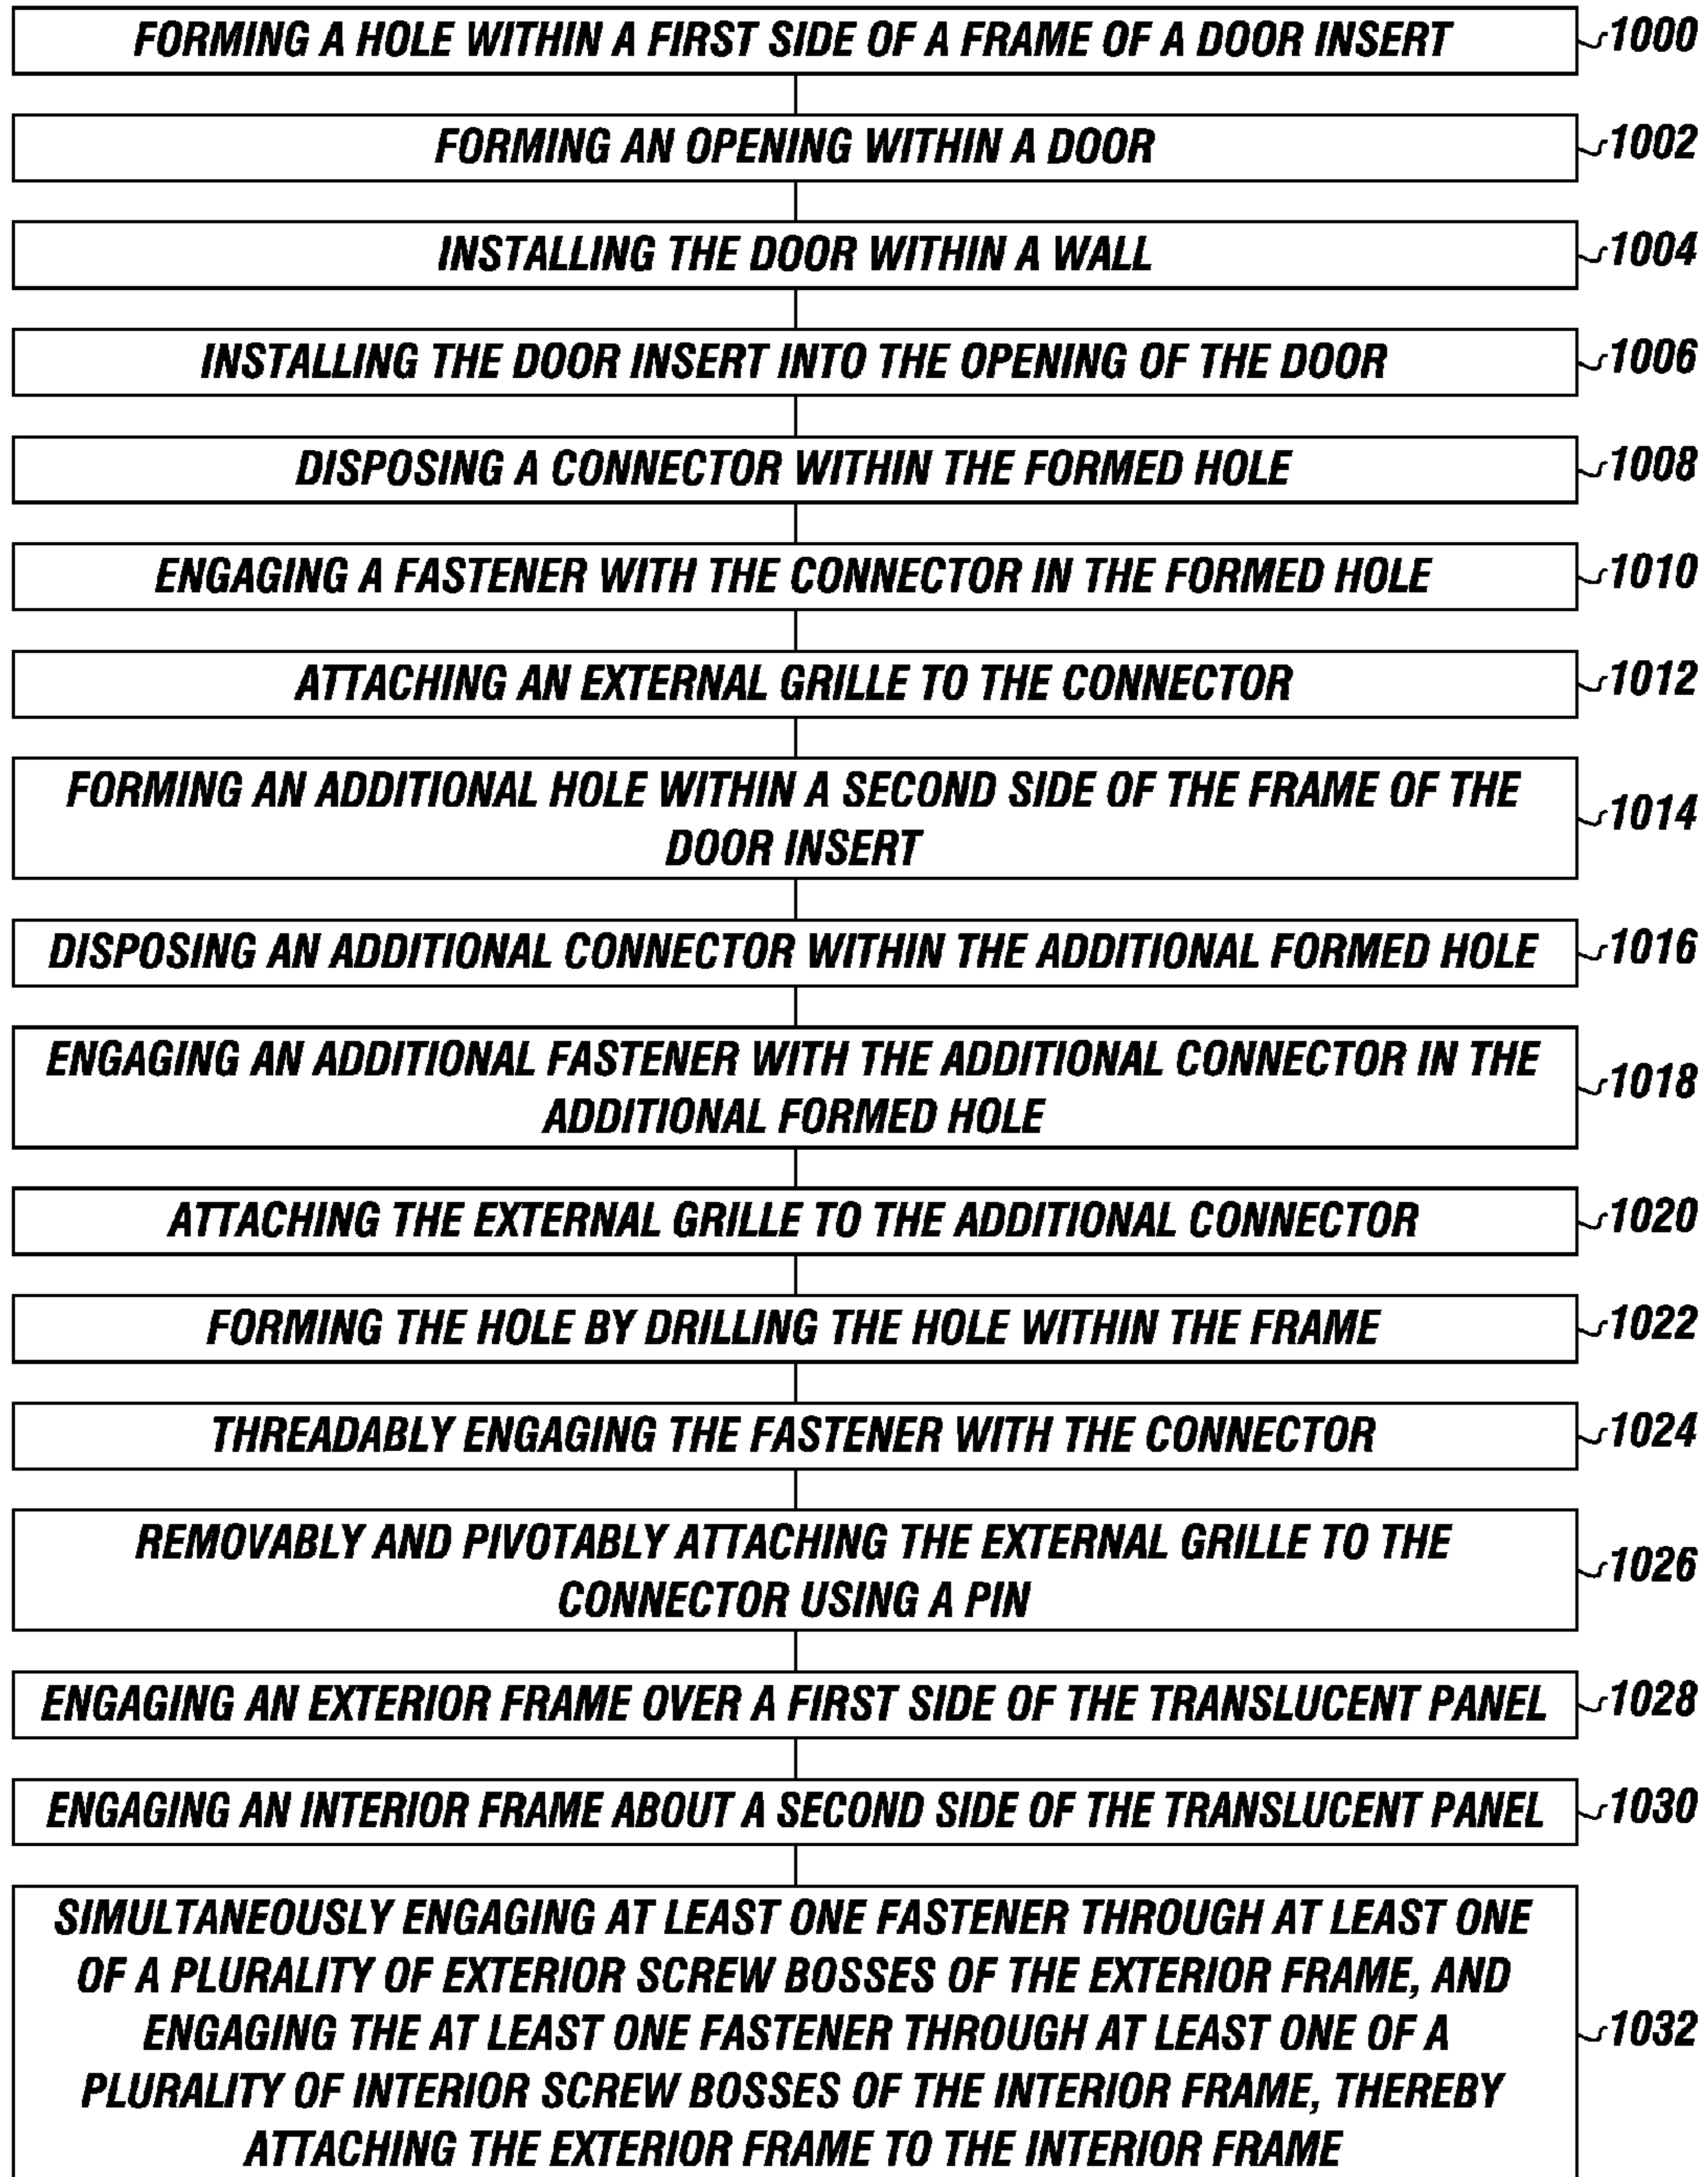 FORMING A HOLE WITHIN A FIRST SIDE OF A FRAME OF A DOOR INSERT
1000
FORMING AN OPENING WITHIN A DOOR
1002
INSTALLING THE DOOR WITHIN A WALL
1004
INSTALLING THE DOOR INSERT INTO THE OPENING OF THE DOOR
1006
DISPOSING A CONNECTOR WITHIN THE FORMED HOLE
1008
ENGAGING A FASTENER WITH THE CONNECTOR IN THE FORMED HOLE
1010
ATTACHING AN EXTERNAL GRILLE TO THE CONNECTOR
1012
FORMING AN ADDITIONAL HOLE WITHIN A SECOND SIDE OF THE FRAME OF THE
DOOR INSERT
1014
DISPOSING AN ADDITIONAL CONNECTOR WITHIN THE ADDITIONAL FORMED HOLE
1016
ENGAGING AN ADDITIONAL FASTENER WITH THE ADDITIONAL CONNECTOR IN THE
ADDITIONAL FORMED HOLE
1018
ATTACHING THE EXTERNAL GRILLE TO THE ADDITIONAL CONNECTOR
1020
FORMING THE HOLE BY DRILLING THE HOLE WITHIN THE FRAME
1022
THREADABLY ENGAGING THE FASTENER WITH THE CONNECTOR
1024
REMOVABLY AND PIVOTABLY ATTACHING THE EXTERNAL GRILLE TO THE
CONNECTOR USING A PIN
1026
ENGAGING AN EXTERIOR FRAME OVER A FIRST SIDE OF THE TRANSLUCENT PANEL
1028
ENGAGING AN INTERIOR FRAME ABOUT A SECOND SIDE OF THE TRANSLUCENT PANEL
1030
SIMULTANEOUSLY ENGAGING AT LEAST ONE FASTENER THROUGH AT LEAST ONE
OF A PLURALITY OF EXTERIOR SCREW BOSSES OF THE EXTERIOR FRAME, AND
ENGAGING THE AT LEAST ONE FASTENER THROUGH AT LEAST ONE OF A
PLURALITY OF INTERIOR SCREW BOSSES OF THE INTERIOR FRAME, THEREBY
ATTACHING THE EXTERIOR FRAME TO THE INTERIOR FRAME
1032